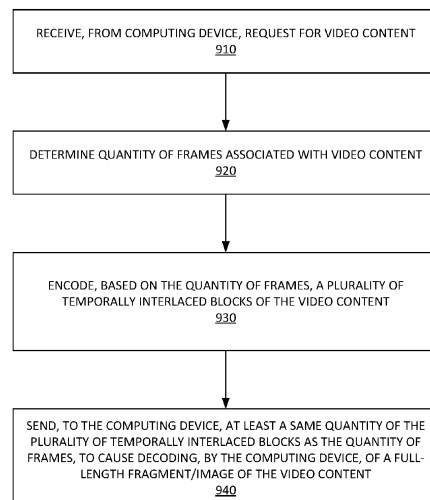 RECEIVE, FROM COMPUTING DEVICE, REQUEST FOR VIDEO CONTENT
910
DETERMINE QUANTITY OF FRAMES ASSOCIATED WITH VIDEO CONTENT
920
ENCODE, BASED ON THE QUANTITY OF FRAMES, A PLURALITY OF
TEMPORALLY INTERLACED BLOCKS OF THE VIDEO CONTENT
930
SEND, TO THE COMPUTING DEVICE, AT LEAST A SAME QUANTITY OF THE
PLURALITY OF TEMPORALLY INTERLACED BLOCKS AS THE QUANTITY OF
FRAMES, TO CAUSE DECODING, BY THE COMPUTING DEVICE, OF A FULL-
LENGTH FRAGMENT/IMAGE OF THE VIDEO CONTENT
940